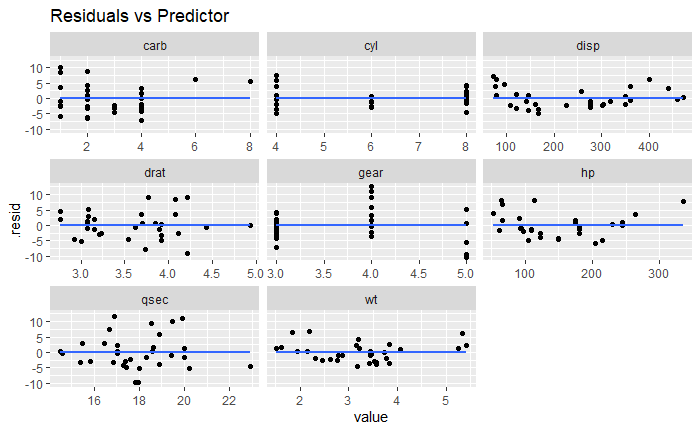 Residuals vs Predictor
carb cyl disp
10
5
0
-5
-10
2 4 6 8
4 5 6 7 8
100 200 300 400
drat gear hp
10
5
0
-5
-10
3.0 3.5 4.0 4.5 5.0
3.0 3.5 4.0 4.5 5.0
100 200 300
qsec wt
10
5
0
-5
-10
16 18 20 22
2 3 4 5
.resid
value